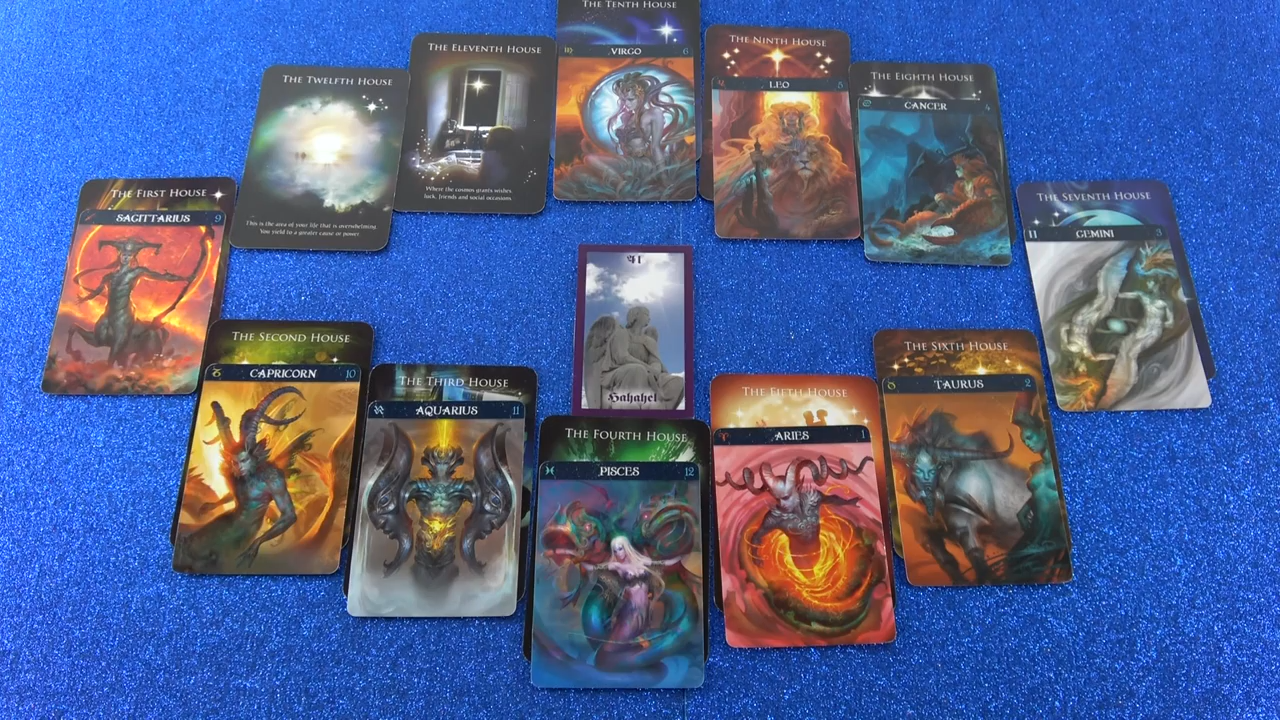 THE TENTH HOUSE
VIRGO 6
THE NINTH HOUSE
LEO 5
THE EIGHTH HOUSE
CANCER 4
THE ELEVENTH HOUSE
Where the cosmos grants wishes,
luck, friends and social occasions
THE TWELFTH HOUSE
This is the area of your life that is overwhelming.
You yield to a greater cause or power
THE FIRST HOUSE
SAGITTARIUS 9
THE SEVENTH HOUSE
GEMINI 3
41
Hahahel
THE SECOND HOUSE
CAPRICORN 10
THE THIRD HOUSE
AQUARIUS 11
THE FOURTH HOUSE
PISCES 12
THE FIFTH HOUSE
ARIES 1
THE SIXTH HOUSE
TAURUS 2